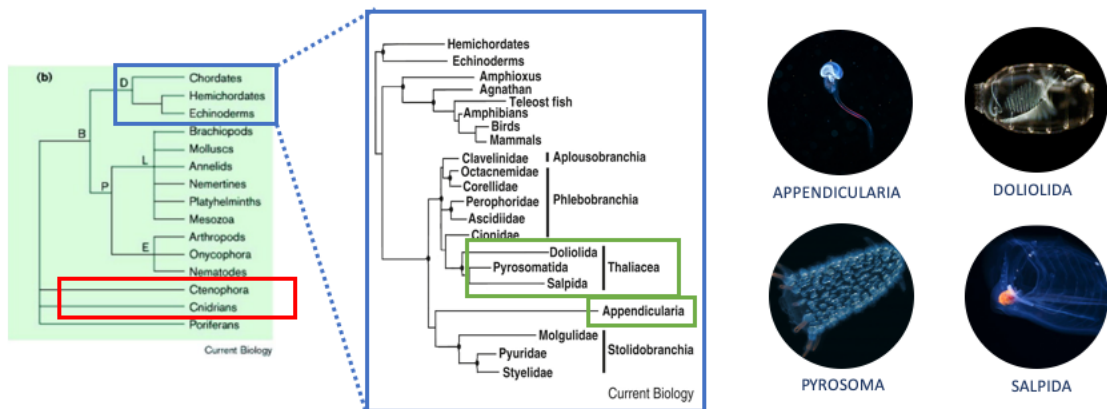 (b)
D
Chordates
Hemichordates
Echinoderms
B
Brachiopods
Molluscs
L
Annelids
P
Nemertines
Platyhelminths
Mesozoa
Arthropods
E
Onycophora
Nematodes
Ctenophora
Cnidrians
Poriferans
Current Biology
Hemichordates
Echinoderms
Amphioxus
Agnathan
Teleost fish
Amphibians
Birds
Mammals
Clavelinidae
Aplousobranchia
Octacnemidae
Corellidae
Perophoridae
Phlebobranchia
Ascidiidae
Cionidae
Doliolida
Pyrosomatida
Thaliacea
Salpida
Appendicularia
Molgulidae
Pyuridae
Stolidobranchia
Styelidae
Current Biology
APPENDICULARIA
DOLIOLIDA
PYROSOMA
SALPIDA